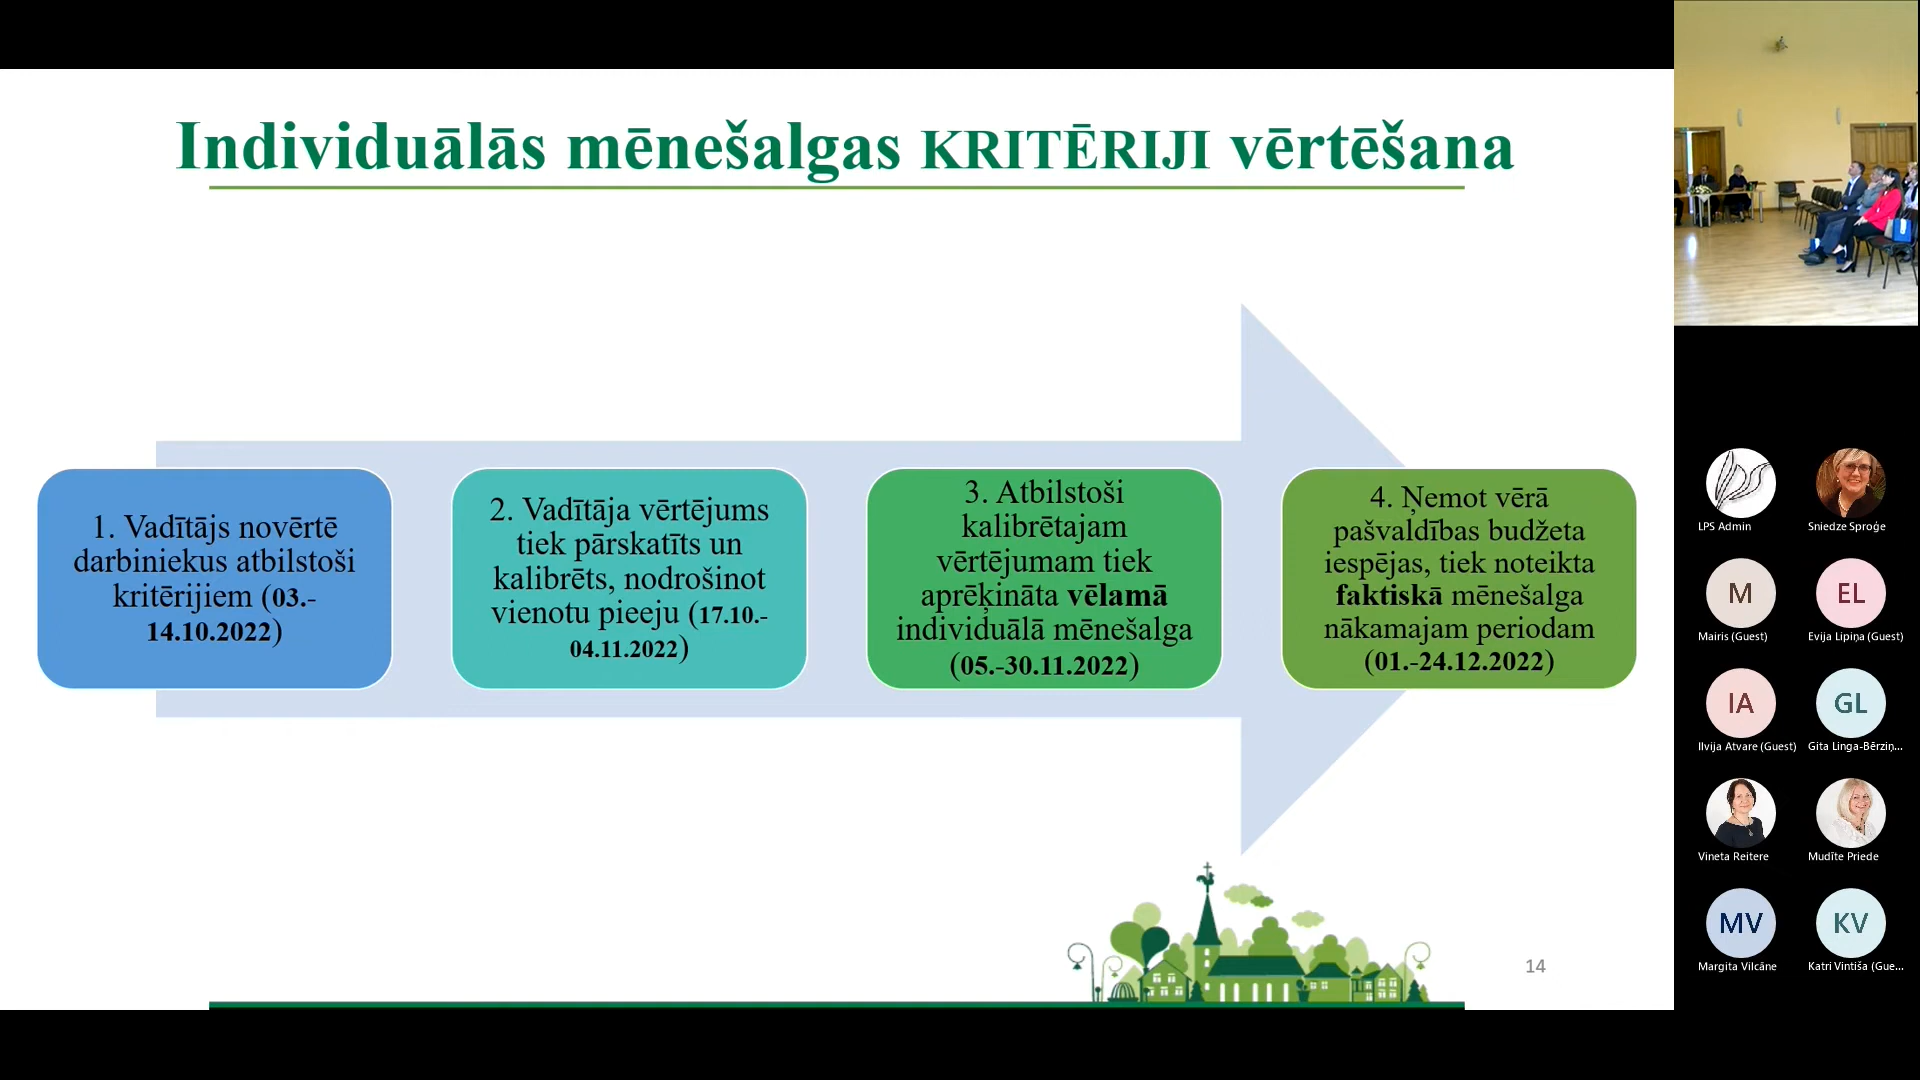 Individuālās mēnešalgas KRITĒRIJI vērtēšana
1. Vadītājs novērtē
darbiniekus atbilstoši
kritērijiem (03.-
14.10.2022)
2. Vadītāja vērtējums
tiek pārskatīts un
kalibrēts, nodrošinot
vienotu pieeju (17.10.-
04.11.2022)
3. Atbilstoši
kalibrētajam
vērtējumam tiek
aprēķināta vēlamā
individuālā mēnešalga
(05.-30.11.2022)
4. Ņemot vērā
pašvaldības budžeta
iespējas, tiek noteikta
faktiskā mēnešalga
nākamajam periodam
(01.-24.12.2022)
14
LPS Admin
Sniedze Sproģe
M
Mairis (Guest)
EL
Evija Lipiņa (Guest)
IA
Ilvija Atvare (Guest)
GL
Gita Linga-Bērziņ...
Vineta Reitere
Mudīte Priede
MV
Margita Vilcāne
KV
Katri Vintiša (Gue...